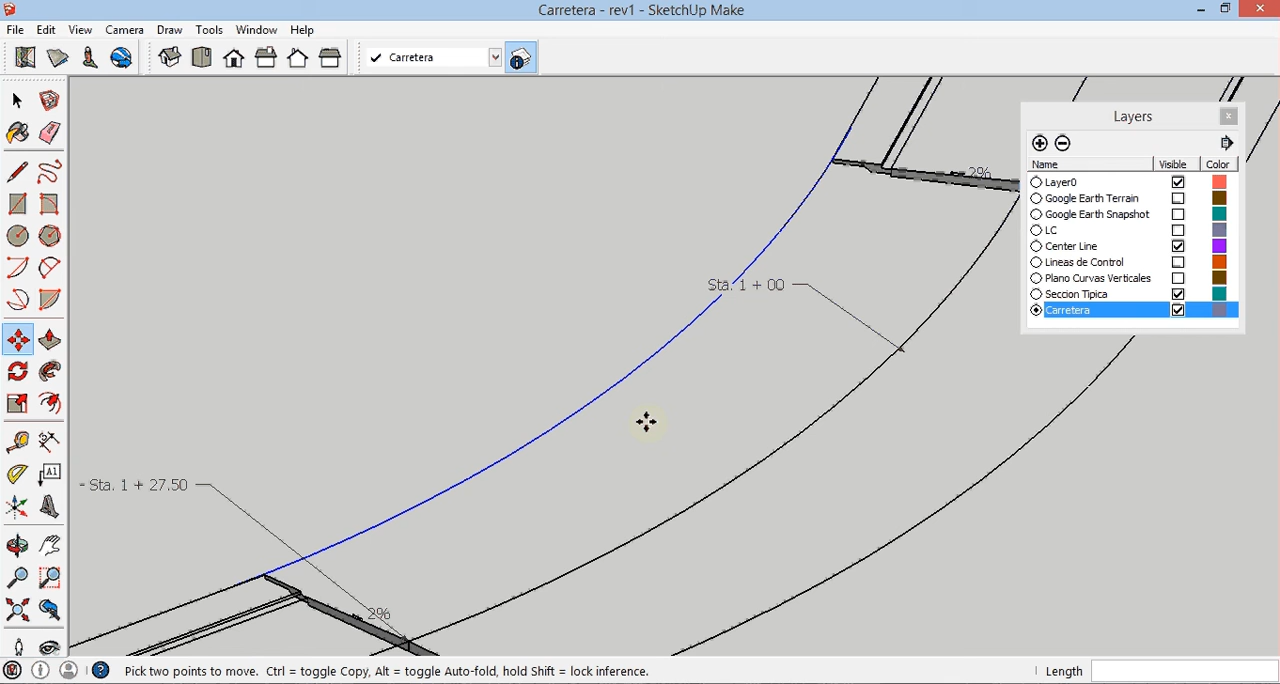 Carretera - rev1 - SketchUp Make
File Edit View Camera Draw Tools Window Help
Carretera
Layers
Name Visible Color
Layer0
Google Earth Terrain
Google Earth Snapshot
LC
Center Line
Lineas de Control
Plano Curvas Verticales
Seccion Tipica
Carretera
2%
Sta. 1 + 00
Sta. 1 + 27.50
2%
A1
Pick two points to move. Ctrl = toggle Copy, Alt = toggle Auto-fold, hold Shift = lock inference.
Length